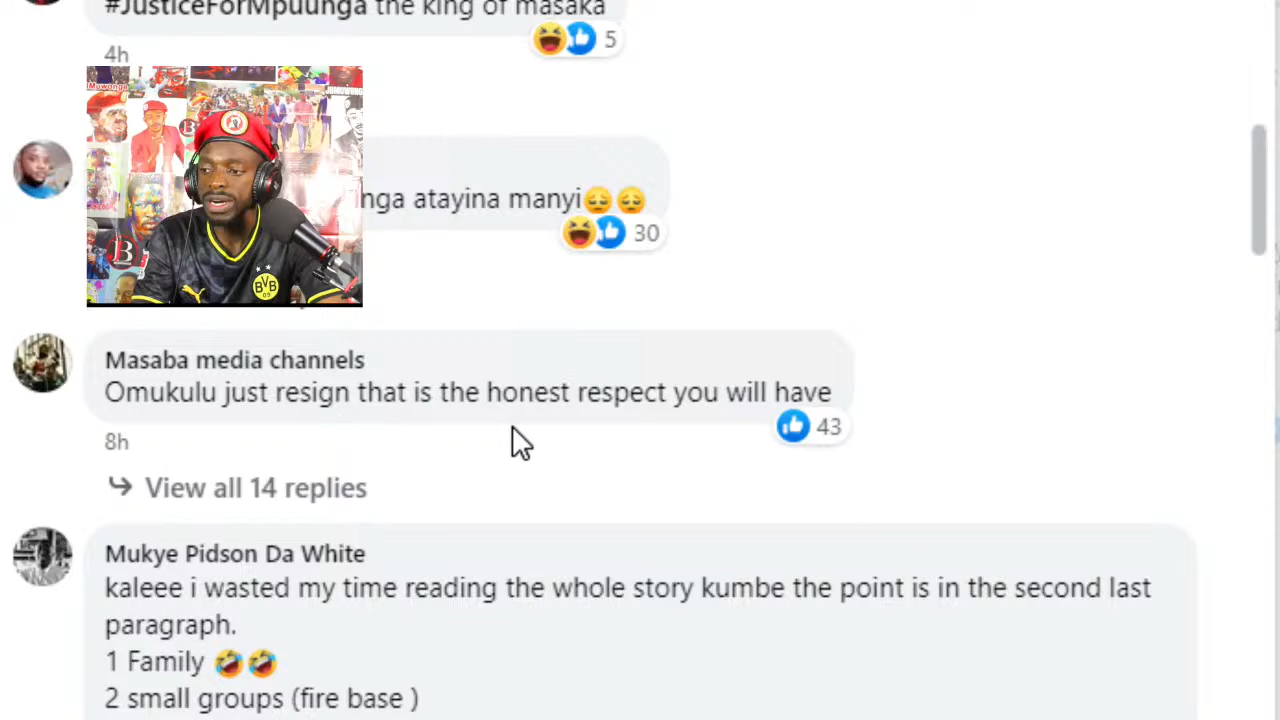 #JusticeForMpuunga the king of masaka
5
4h
Muwonga
nga atayina manyi😔😔
30
Masaba media channels
Omukulu just resign that is the honest respect you will have
43
8h
View all 14 replies
Mukye Pidson Da White
kaleee i wasted my time reading the whole story kumbe the point is in the second last
paragraph.
1 Family 🤣🤣
2 small groups (fire base )
BVB
09